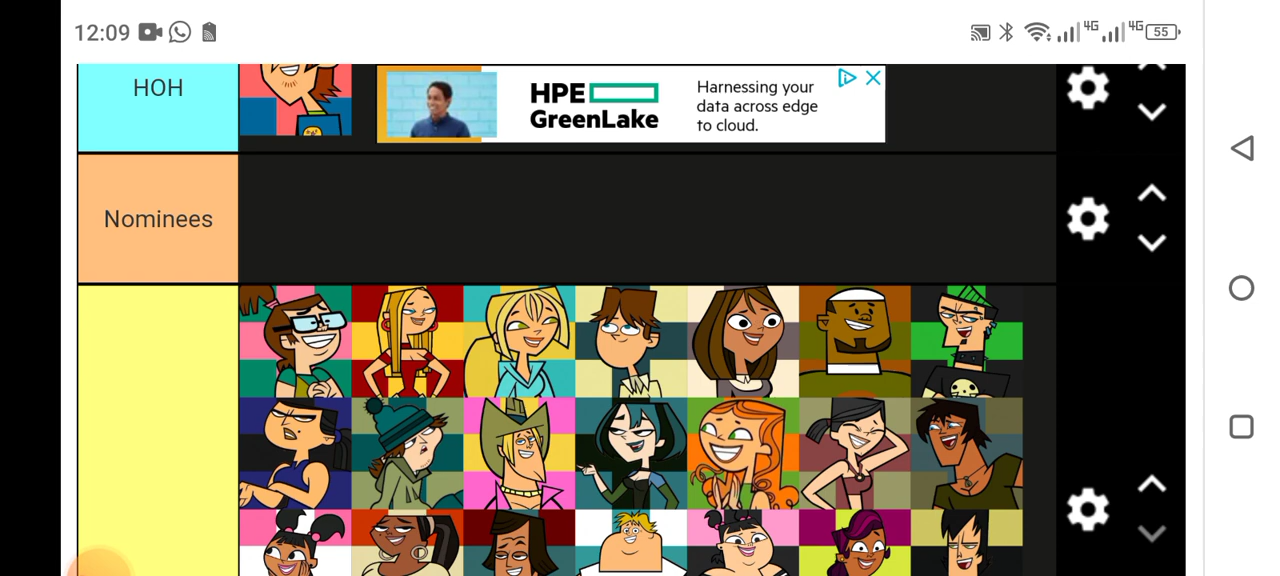 12:09
4G
4G
55
HOH
HPE
GreenLake
Harnessing your
data across edge
to cloud.
Nominees